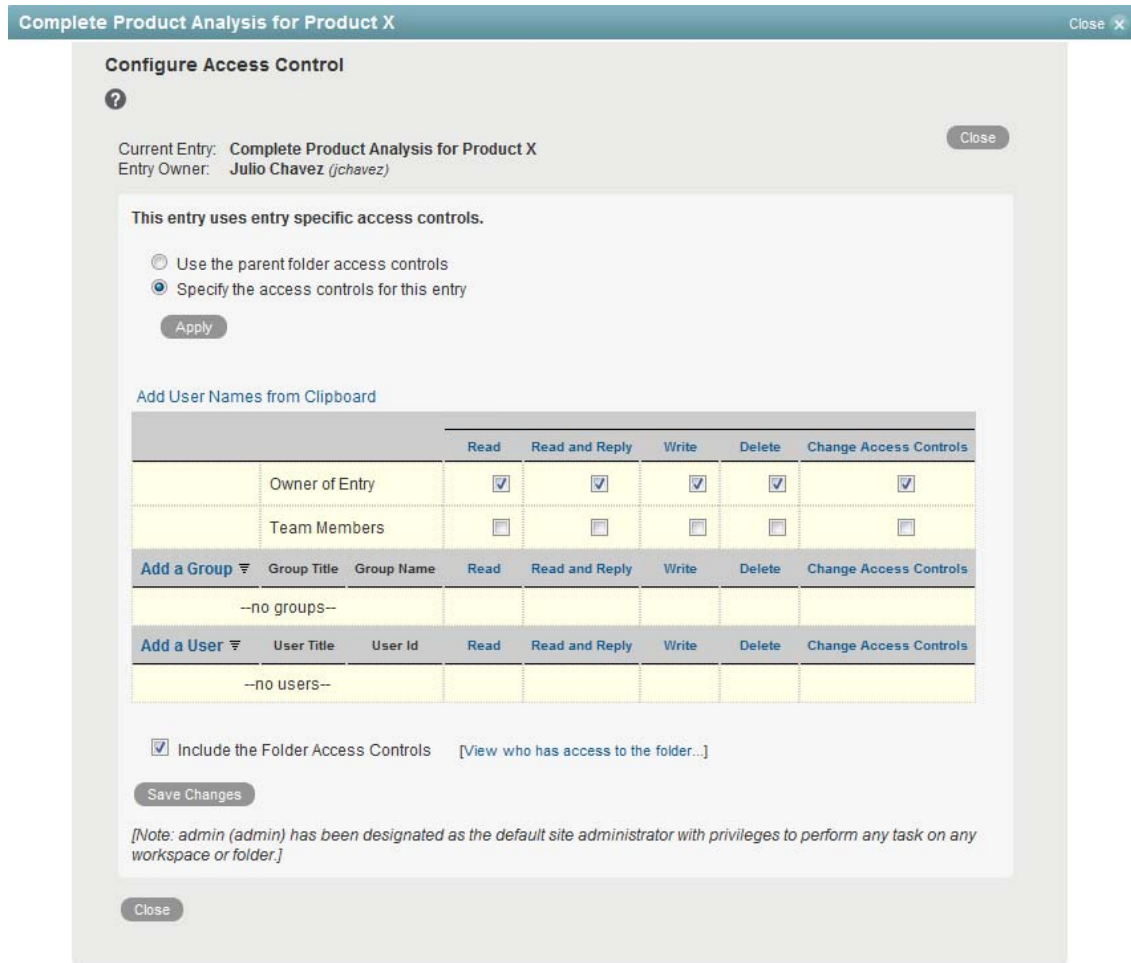 Complete Product Analysis for Product X
Close x
Configure Access Control
?
Close
Current Entry: Complete Product Analysis for Product X
Entry Owner: Julio Chavez (jchavez)
This entry uses entry specific access controls.
Use the parent folder access controls
Specify the access controls for this entry
Apply
Add User Names from Clipboard
Read Read and Reply Write Delete Change Access Controls
Owner of Entry
Team Members
Add a Group Group Title Group Name Read Read and Reply Write Delete Change Access Controls
--no groups--
Add a User User Title User Id Read Read and Reply Write Delete Change Access Controls
--no users--
Include the Folder Access Controls [View who has access to the folder...]
Save Changes
[Note: admin (admin) has been designated as the default site administrator with privileges to perform any task on any
workspace or folder.]
Close